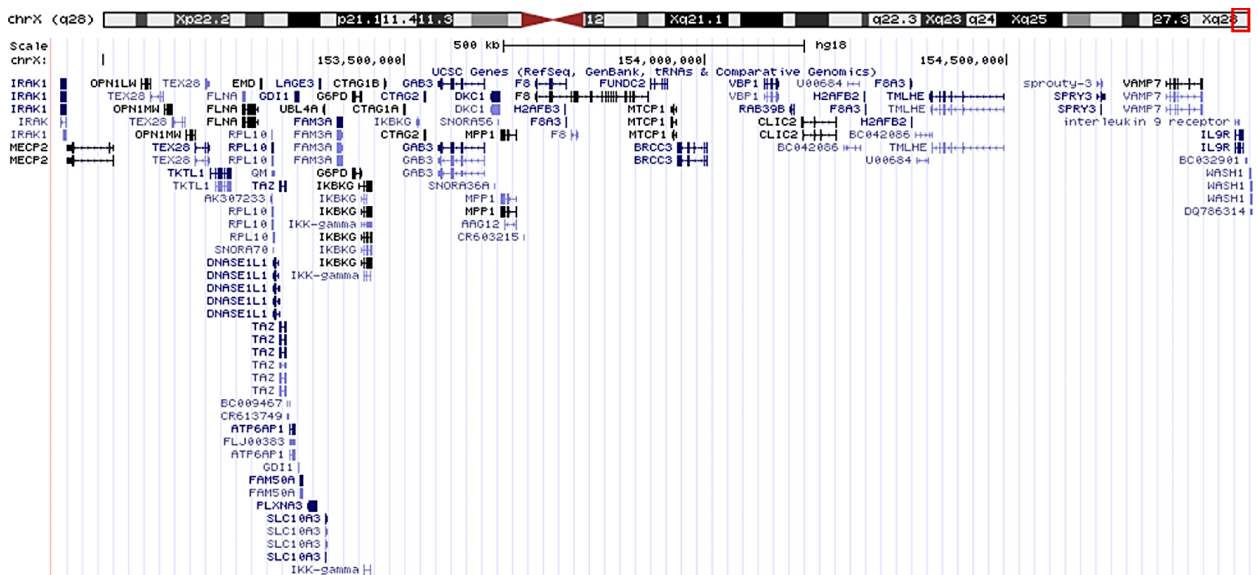 chrX (q28) Xp22.2 p21.1 11.4 11.3 12 Xq21.1 q22.3 Xq23 q24 Xq25 27.3 Xq28
Scale 500 kb hg18
chrX: 153,500,000 154,000,000 154,500,000
UCSC Genes (RefSeq, GenBank, tRNAs & Comparative Genomics)
IRAK1 OPN1LW TEX28 EMD LAGE3 CTAG1B GAB3 F8 FUNDC2 VBP1 U00684 F8A3 sprouty-3 VAMP7
IRAK1 TEX28 FLNA GDI1 G6PD CTAG2 DKC1 F8 VBP1 H2AFB2 TMLHE SPRY3 VAMP7
IRAK1 OPN1MW FLNA UBL4A CTAG1A DKC1 H2AFB3 MTCP1 RAB39B F8A3 TMLHE SPRY3 VAMP7
IRAK TEX28 FLNA FAM3A IKBKG SNORA56 F8A3 MTCP1 CLIC2 H2AFB2 interleukin 9 receptor
IRAK1 OPN1MW RPL10 FAM3A CTAG2 MPP1 F8 MTCP1 CLIC2 BC042086 IL9R
MECP2 TEX28 RPL10 FAM3A GAB3 BRCC3 BC042086 TMLHE IL9R
MECP2 TEX28 RPL10 FAM3A GAB3 BRCC3 U00684 BC032901
TKTL1 QM G6PD GAB3 WASH1
TKTL1 TAZ IKBKG SNORA36A WASH1
AK307233 IKBKG MPP1 WASH1
RPL10 IKBKG MPP1 DQ786314
RPL10 IKK-gamma AAG12
RPL10 IKBKG CR603215
SNORA70 IKBKG
DNASE1L1 IKBKG
DNASE1L1 IKK-gamma
DNASE1L1
DNASE1L1
DNASE1L1
TAZ
TAZ
TAZ
TAZ
TAZ
TAZ
BC009467
CR613749
ATP6AP1
FLJ00383
ATP6AP1
GDI1
FAM50A
FAM50A
PLXNA3
SLC10A3
SLC10A3
SLC10A3
SLC10A3
IKK-gamma